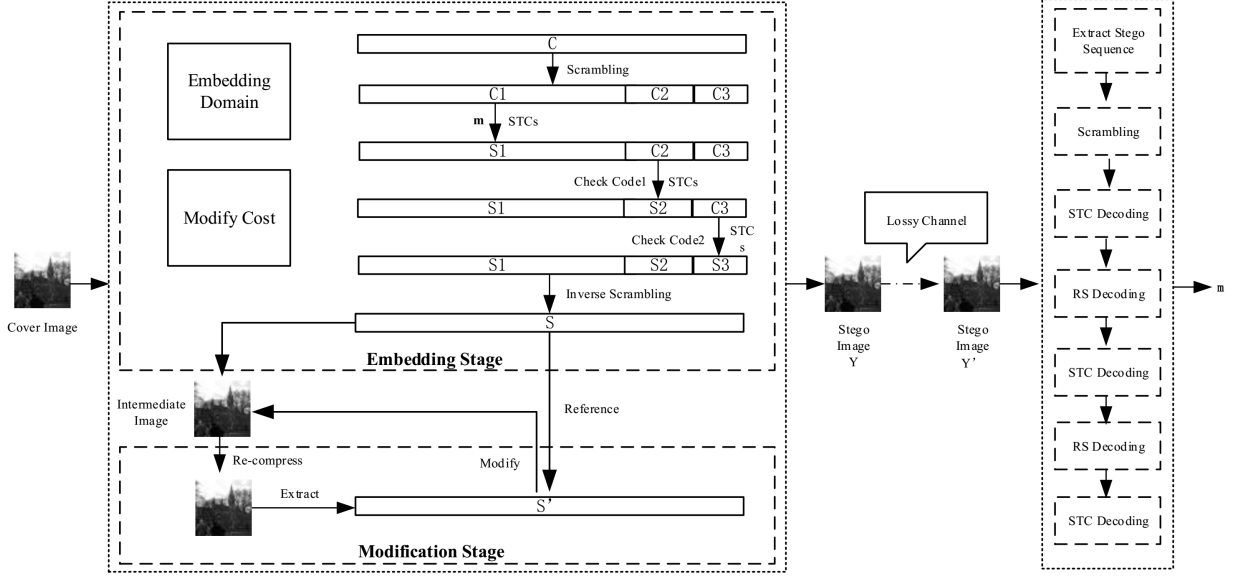 Cover Image
Embedding
Domain
Modify Cost
C
Scrambling
C1 C2 C3
m STCs
S1 C2 C3
Check Code1 STCs
S1 S2 C3
Check Code2 STC
s
S1 S2 S3
Inverse Scrambling
S
Embedding Stage
Intermediate
Image
Reference
Re-compress
Modify
Extract
S'
Modification Stage
Lossy Channel
Stego
Image
Y
Stego
Image
Y'
Extract Stego
Sequence
Scrambling
STC Decoding
RS Decoding
STC Decoding
RS Decoding
STC Decoding
m